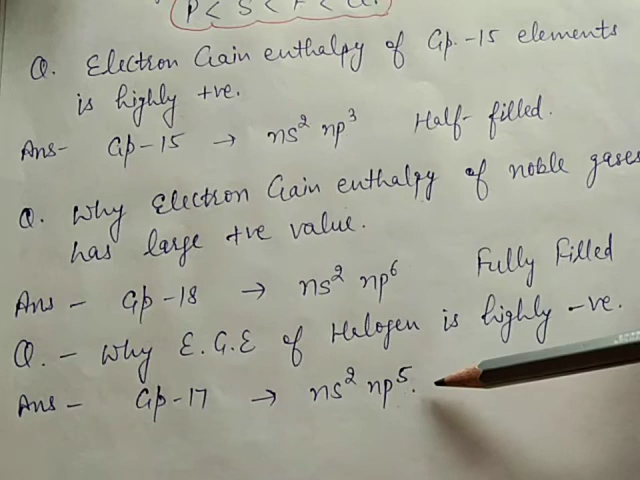 P < S < F < Cl.
Q. Electron Gain enthalpy of Gp.-15 elements
is highly +ve.
Ans- Gp-15 → ns² np³ Half-filled.
Q. Why Electron Gain enthalpy of noble gases
has large +ve value.
Ans - Gp-18 → ns² np⁶ Fully Filled
Q. - Why E.G.E of Halogen is highly -ve.
Ans - Gp-17 → ns² np⁵.